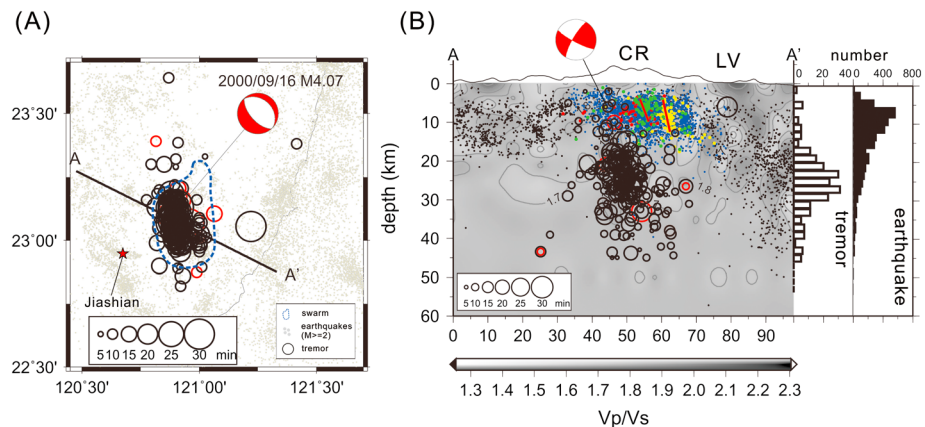 (A)
2000/09/16 M4.07
23°30'
23°00'
22°30'
120°30'
121°00'
121°30'
A
A'
Jiashian
swarm
earthquakes
(M>=2)
tremor
5 10 15 20 25 30 min
(B)
A
CR
LV
A'
number
0 20 40
0 400 800
0
10
20
30
40
50
60
depth (km)
1.7
1.8
tremor
earthquake
5 10 15 20 25 30 min
0 10 20 30 40 50 60 70 80 90
1.3 1.4 1.5 1.6 1.7 1.8 1.9 2.0 2.1 2.2 2.3
Vp/Vs